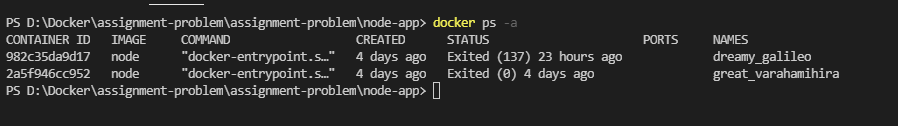 PS D:\Docker\assignment-problem\assignment-problem\node-app> docker ps -a
CONTAINER ID   IMAGE     COMMAND                  CREATED      STATUS                      PORTS     NAMES
982c35da9d17   node      "docker-entrypoint.s…"   4 days ago   Exited (137) 23 hours ago             dreamy_galileo
2a5f946cc952   node      "docker-entrypoint.s…"   4 days ago   Exited (0) 4 days ago                 great_varahamihira
PS D:\Docker\assignment-problem\assignment-problem\node-app>